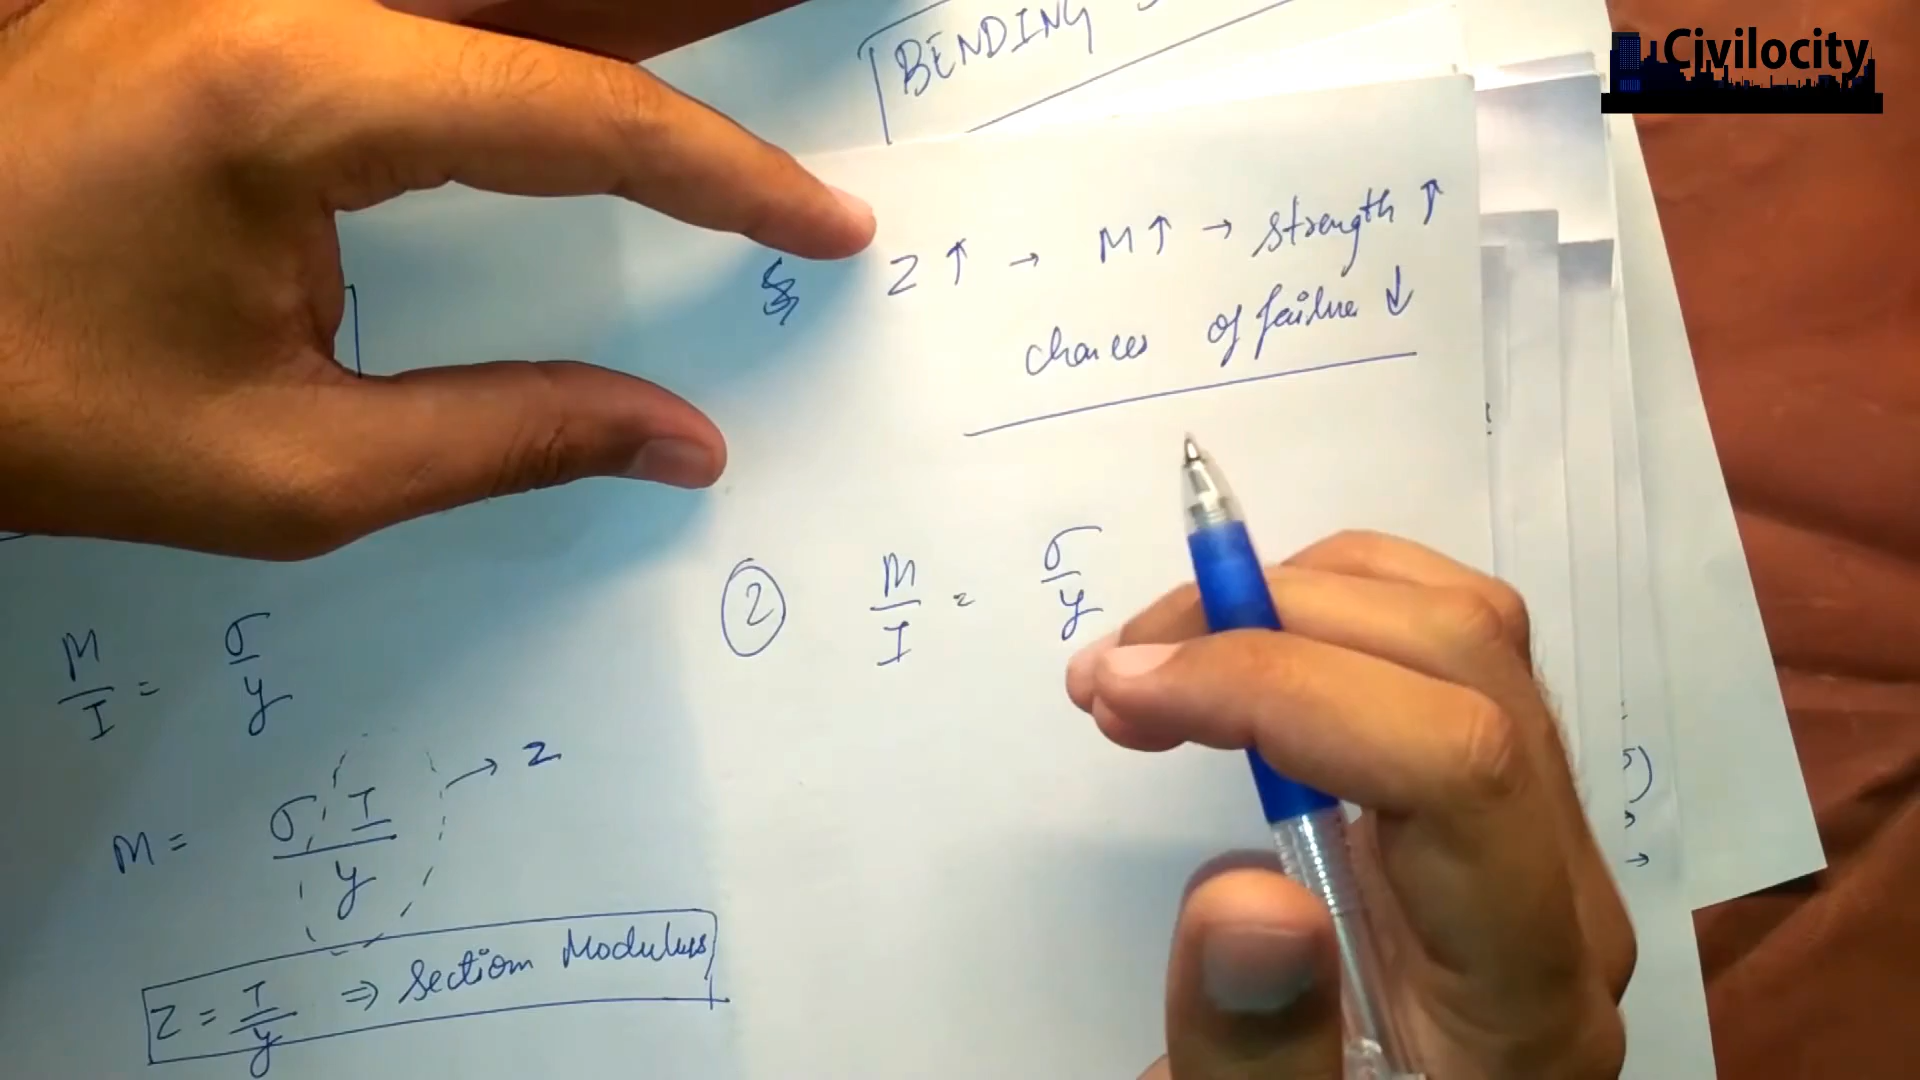 Civilocity
BENDING
Z ↑ → M ↑ → strength ↑
chances of failure ↓
② M/I = σ/y
M/I = σ/y
M = σ I/y → Z
Z = I/y ⇒ Section Modulus